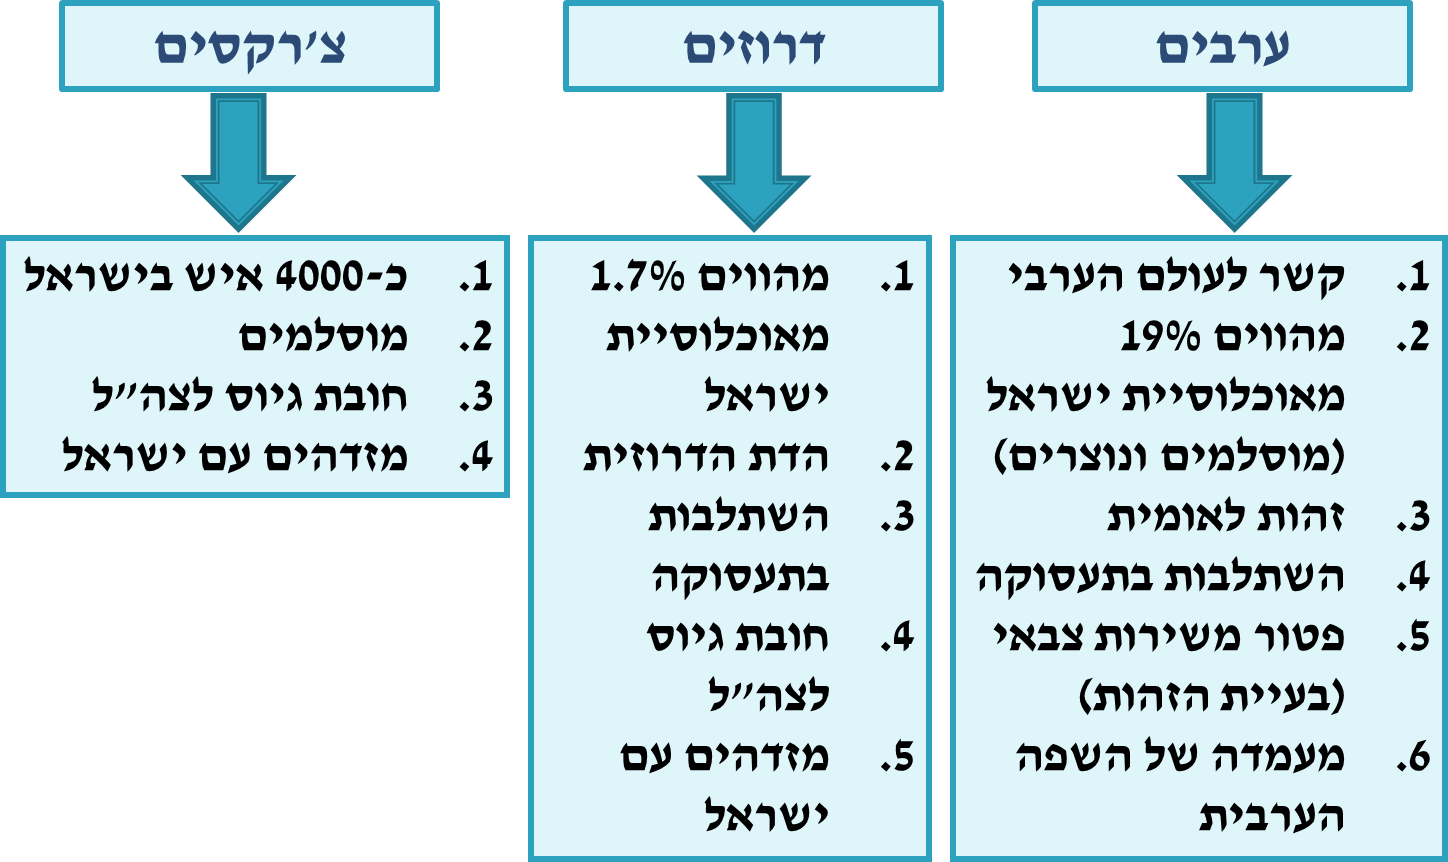 ערבים
1. קשר לעולם הערבי
2. מהווים 19%
מאוכלוסיית ישראל
(מוסלמים ונוצרים)
3. זהות לאומית
4. השתלבות בתעסוקה
5. פטור משירות צבאי
(בעיית הזהות)
6. מעמדה של השפה
הערבית
דרוזים
1. מהווים 1.7%
מאוכלוסיית
ישראל
2. הדת הדרוזית
3. השתלבות
בתעסוקה
4. חובת גיוס
לצה"ל
5. מזדהים עם
ישראל
צ'רקסים
1. כ-4000 איש בישראל
2. מוסלמים
3. חובת גיוס לצה"ל
4. מזדהים עם ישראל